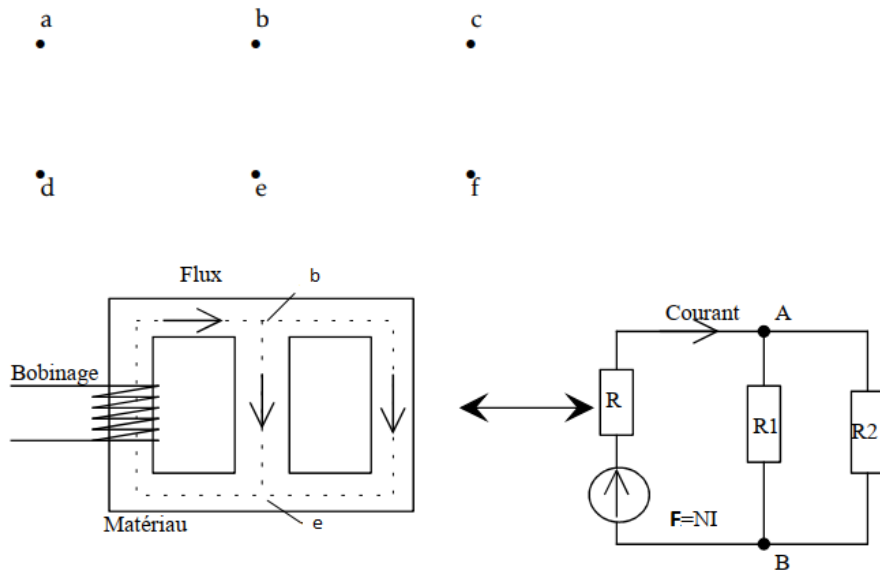 a b c
d e f
Flux b
Courant A
Bobinage
R R1 R2
F=NI
Matériau e
B